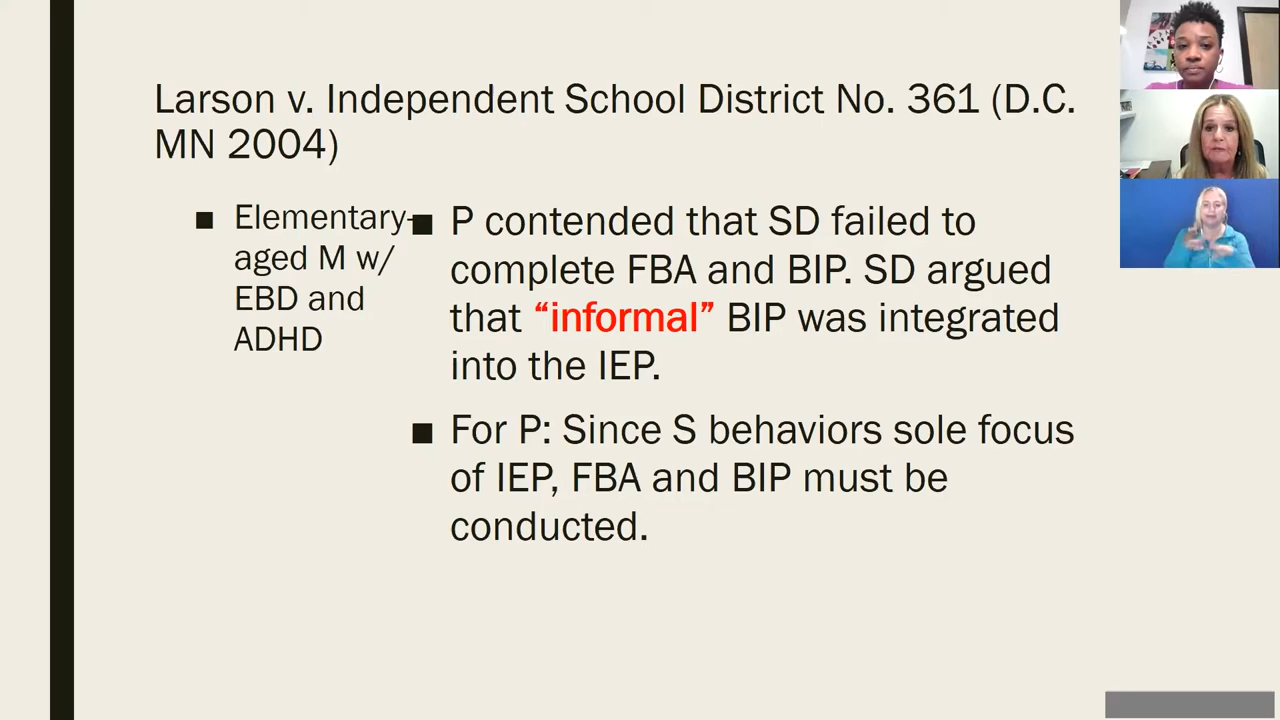 Larson v. Independent School District No. 361 (D.C.
MN 2004)
■ Elementary-
aged M w/
EBD and
ADHD
■ P contended that SD failed to
complete FBA and BIP. SD argued
that “informal” BIP was integrated
into the IEP.
■ For P: Since S behaviors sole focus
of IEP, FBA and BIP must be
conducted.